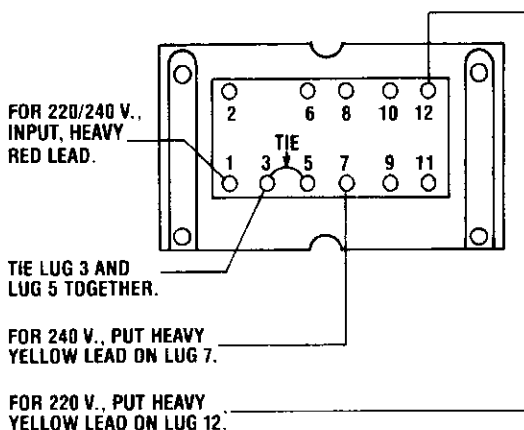 2 6 8 10 12
FOR 220/240 V.,
INPUT, HEAVY
RED LEAD.
TIE
1 3 5 7 9 11
TIE LUG 3 AND
LUG 5 TOGETHER.
FOR 240 V., PUT HEAVY
YELLOW LEAD ON LUG 7.
FOR 220 V., PUT HEAVY
YELLOW LEAD ON LUG 12.